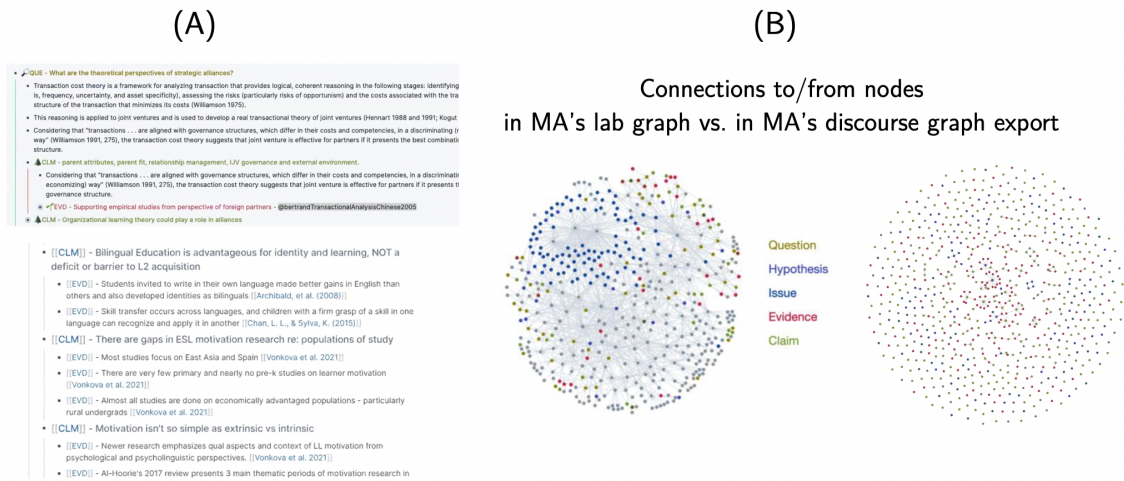 (A)
QUE - What are the theoretical perspectives of strategic alliances?
Transaction cost theory is a framework for analyzing transaction that provides logical, coherent reasoning in the following stages: identifying
is, frequency, uncertainty, and asset specificity), assessing the risks (particularly risks of opportunism) and the costs associated with the tra
structure of the transaction that minimizes its costs (Williamson 1975).
This reasoning is applied to joint ventures and is used to develop a real transactional theory of joint ventures (Hennart 1988 and 1991; Kogut
Considering that "transactions . . . are aligned with governance structures, which differ in their costs and competencies, in a discriminating (
way" (Williamson 1991, 275), the transaction cost theory suggests that joint venture is effective for partners if it presents the best combinati
structure.
CLM - parent attributes, parent fit, relationship management, IJV governance and external environment.
Considering that "transactions . . . are aligned with governance structures, which differ in their costs and competencies, in a discriminating
economizing) way" (Williamson 1991, 275), the transaction cost theory suggests that joint venture is effective for partners if it presents t
governance structure.
EVD - Supporting empirical studies from perspective of foreign partners - @bertrandTransactionalAnalysisChinese2005
CLM - Organizational learning theory could play a role in alliances
[[CLM]] - Bilingual Education is advantageous for identity and learning, NOT a
deficit or barrier to L2 acquisition
[[EVD]] - Students invited to write in their own language made better gains in English than
others and also developed identities as bilinguals [[Archibald, et al. (2008)]]
[[EVD]] - Skill transfer occurs across languages, and children with a firm grasp of a skill in one
language can recognize and apply it in another [[Chan, L. L., & Sylva, K. (2015)]]
[[CLM]] - There are gaps in ESL motivation research re: populations of study
[[EVD]] - Most studies focus on East Asia and Spain [[Vonkova et al. 2021]]
[[EVD]] - There are very few primary and nearly no pre-k studies on learner motivation
[[Vonkova et al. 2021]]
[[EVD]] - Almost all studies are done on economically advantaged populations - particularly
rural undergrads [[Vonkova et al. 2021]]
[[CLM]] - Motivation isn't so simple as extrinsic vs intrinsic
[[EVD]] - Newer research emphasizes qual aspects and context of LL motivation from
psychological and psycholinguistic perspectives. [[Vonkova et al. 2021]]
[[EVD]] - Al-Hoorie's 2017 review presents 3 main thematic periods of motivation research in
(B)
Connections to/from nodes
in MA's lab graph vs. in MA's discourse graph export
Question
Hypothesis
Issue
Evidence
Claim